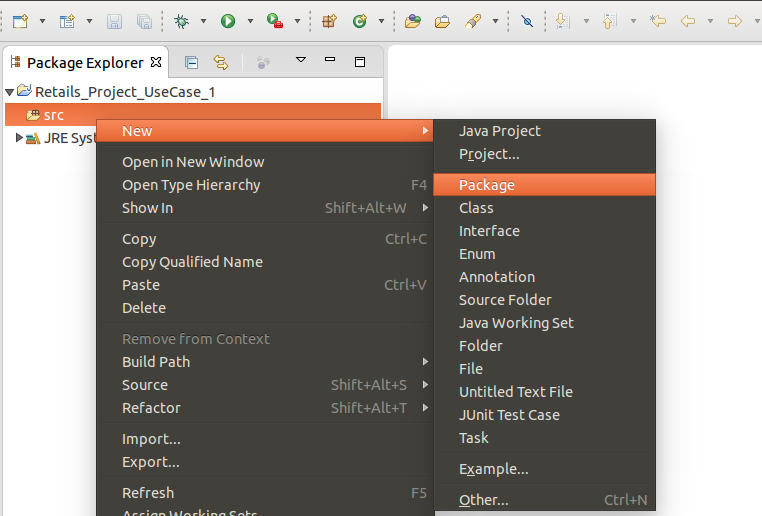 Package Explorer
Retails_Project_UseCase_1
src
JRE Syst
New
Open in New Window
Open Type Hierarchy F4
Show In Shift+Alt+W
Copy Ctrl+C
Copy Qualified Name
Paste Ctrl+V
Delete
Remove from Context
Build Path
Source Shift+Alt+S
Refactor Shift+Alt+T
Import...
Export...
Refresh F5
Assign Working Sets
Java Project
Project...
Package
Class
Interface
Enum
Annotation
Source Folder
Java Working Set
Folder
File
Untitled Text File
JUnit Test Case
Task
Example...
Other... Ctrl+N